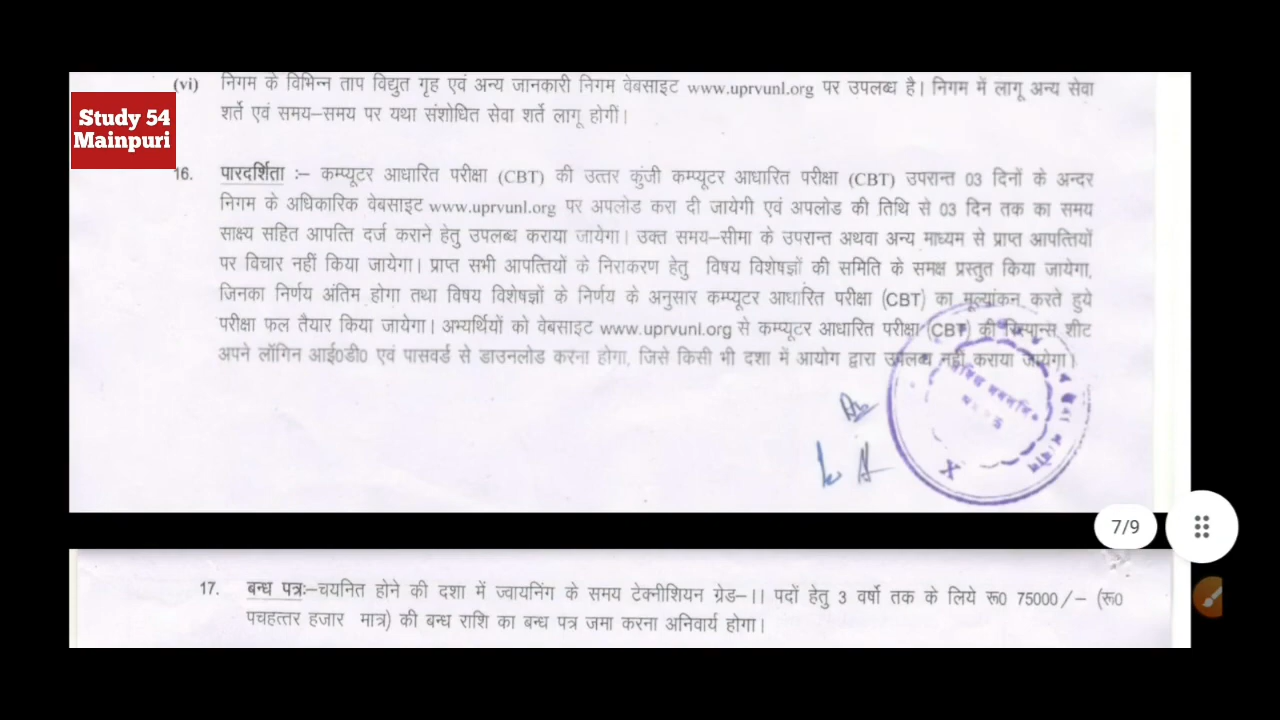 (vi) निगम के विभिन्न ताप विद्युत गृह एवं अन्य जानकारी निगम वेबसाइट www.uprvunl.org पर उपलब्ध है। निगम में लागू अन्य सेवा
शर्ते एवं समय–समय पर यथा संशोधित सेवा शर्ते लागू होगीं।
Study 54
Mainpuri
16. पारदर्शिता :– कम्प्यूटर आधारित परीक्षा (CBT) की उत्तर कुंजी कम्प्यूटर आधारित परीक्षा (CBT) उपरान्त 03 दिनों के अन्दर
निगम के अधिकारिक वेबसाइट www.uprvunl.org पर अपलोड करा दी जायेगी एवं अपलोड की तिथि से 03 दिन तक का समय
साक्ष्य सहित आपत्ति दर्ज कराने हेतु उपलब्ध कराया जायेगा। उक्त समय–सीमा के उपरान्त अथवा अन्य माध्यम से प्राप्त आपत्तियों
पर विचार नहीं किया जायेगा। प्राप्त सभी आपत्तियों के निराकरण हेतु विषय विशेषज्ञों की समिति के समक्ष प्रस्तुत किया जायेगा,
जिनका निर्णय अंतिम होगा तथा विषय विशेषज्ञों के निर्णय के अनुसार कम्प्यूटर आधारित परीक्षा (CBT) का मूल्यांकन करते हुये
परीक्षा फल तैयार किया जायेगा। अभ्यर्थियों को वेबसाइट www.uprvunl.org से कम्प्यूटर आधारित परीक्षा (CBT) की रिस्पान्स शीट
अपने लॉगिन आई0डी0 एवं पासवर्ड से डाउनलोड करना होगा, जिसे किसी भी दशा में आयोग द्वारा उपलब्ध नहीं कराया जायेगा।
7/9
17. बन्ध पत्रः–चयनित होने की दशा में ज्वायनिंग के समय टेक्नीशियन ग्रेड–।। पदों हेतु 3 वर्षो तक के लिये रू0 75000/– (रू0
पचहत्तर हजार मात्र) की बन्ध राशि का बन्ध पत्र जमा करना अनिवार्य होगा।